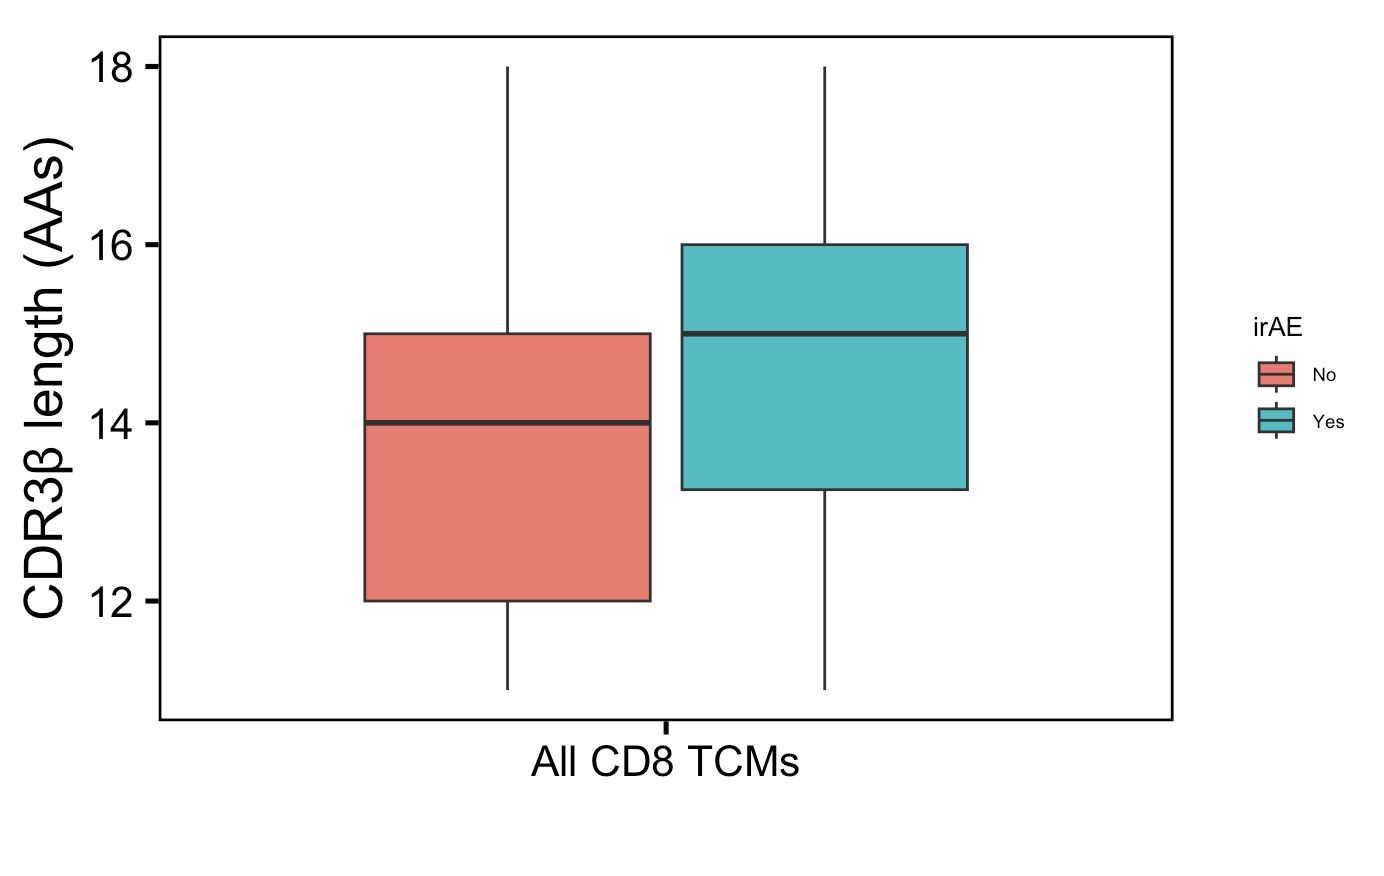 CDR3β length (AAs)
18
16
14
12
All CD8 TCMs
irAE
No
Yes